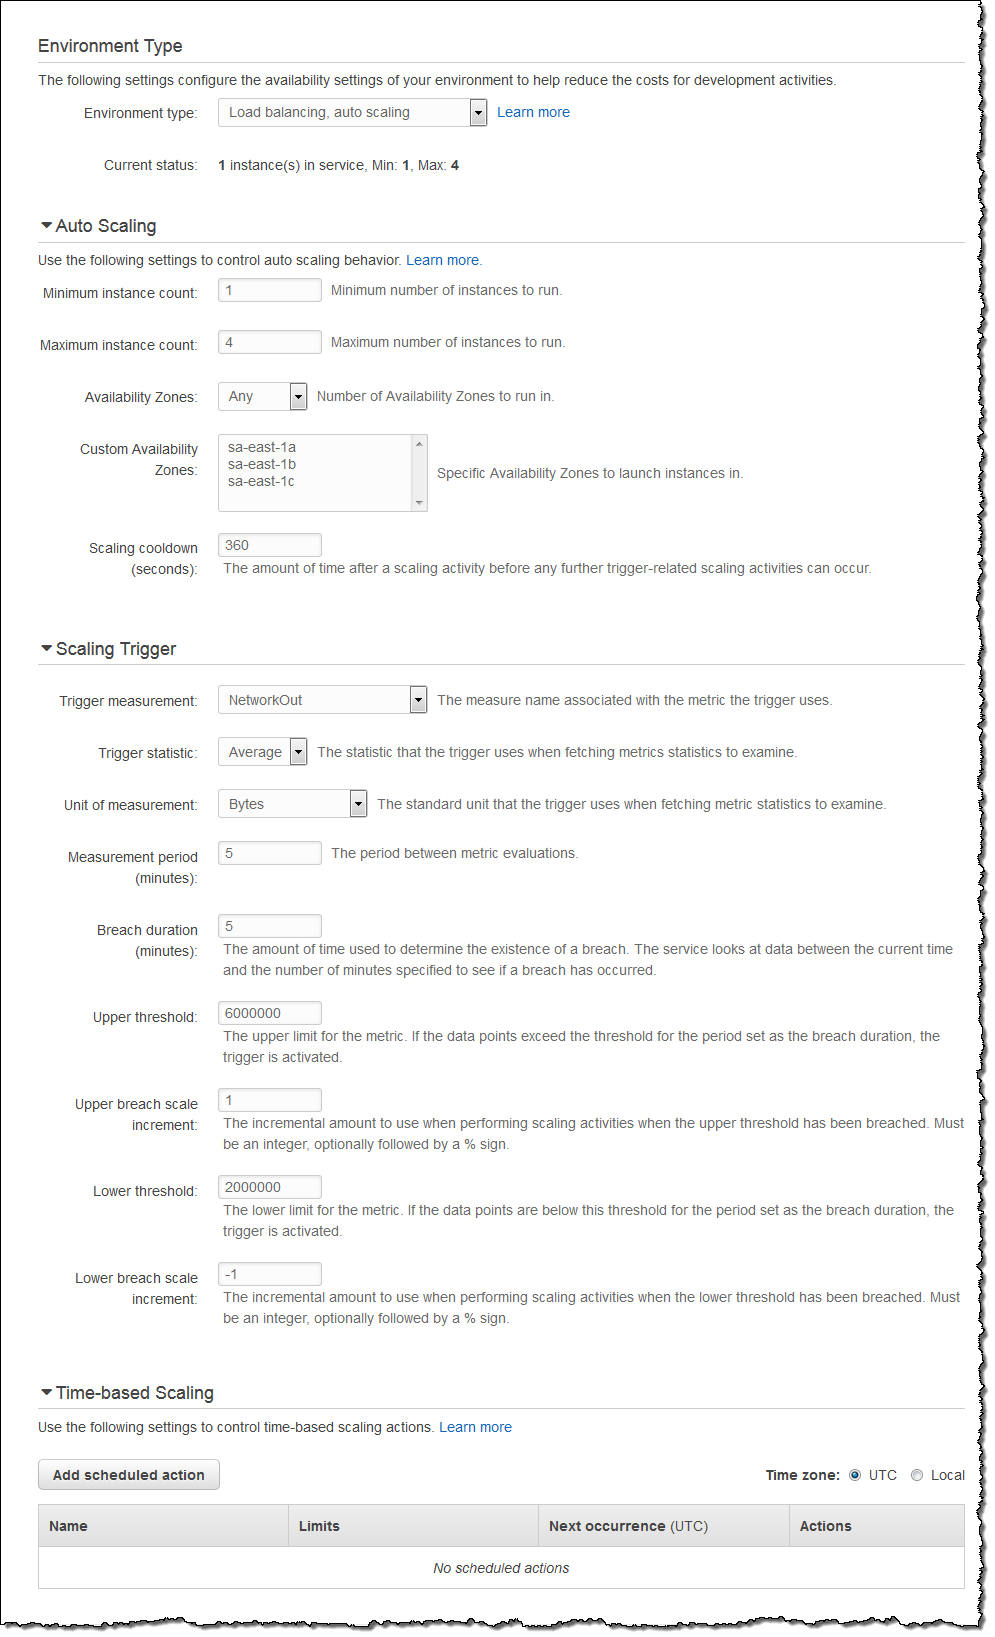 Environment Type
The following settings configure the availability settings of your environment to help reduce the costs for development activities.
Environment type: Load balancing, auto scaling Learn more
Current status: 1 instance(s) in service, Min: 1, Max: 4
Auto Scaling
Use the following settings to control auto scaling behavior. Learn more.
Minimum instance count: 1 Minimum number of instances to run.
Maximum instance count: 4 Maximum number of instances to run.
Availability Zones: Any Number of Availability Zones to run in.
Custom Availability
Zones:
sa-east-1a
sa-east-1b
sa-east-1c
Specific Availability Zones to launch instances in.
Scaling cooldown
(seconds):
360
The amount of time after a scaling activity before any further trigger-related scaling activities can occur.
Scaling Trigger
Trigger measurement: NetworkOut The measure name associated with the metric the trigger uses.
Trigger statistic: Average The statistic that the trigger uses when fetching metrics statistics to examine.
Unit of measurement: Bytes The standard unit that the trigger uses when fetching metric statistics to examine.
Measurement period
(minutes):
5 The period between metric evaluations.
Breach duration
(minutes):
5
The amount of time used to determine the existence of a breach. The service looks at data between the current time
and the number of minutes specified to see if a breach has occurred.
Upper threshold: 6000000
The upper limit for the metric. If the data points exceed the threshold for the period set as the breach duration, the
trigger is activated.
Upper breach scale
increment:
1
The incremental amount to use when performing scaling activities when the upper threshold has been breached. Must
be an integer, optionally followed by a % sign.
Lower threshold: 2000000
The lower limit for the metric. If the data points are below this threshold for the period set as the breach duration, the
trigger is activated.
Lower breach scale
increment:
-1
The incremental amount to use when performing scaling activities when the lower threshold has been breached. Must
be an integer, optionally followed by a % sign.
Time-based Scaling
Use the following settings to control time-based scaling actions. Learn more
Add scheduled action Time zone: UTC Local
Name Limits Next occurrence (UTC) Actions
No scheduled actions